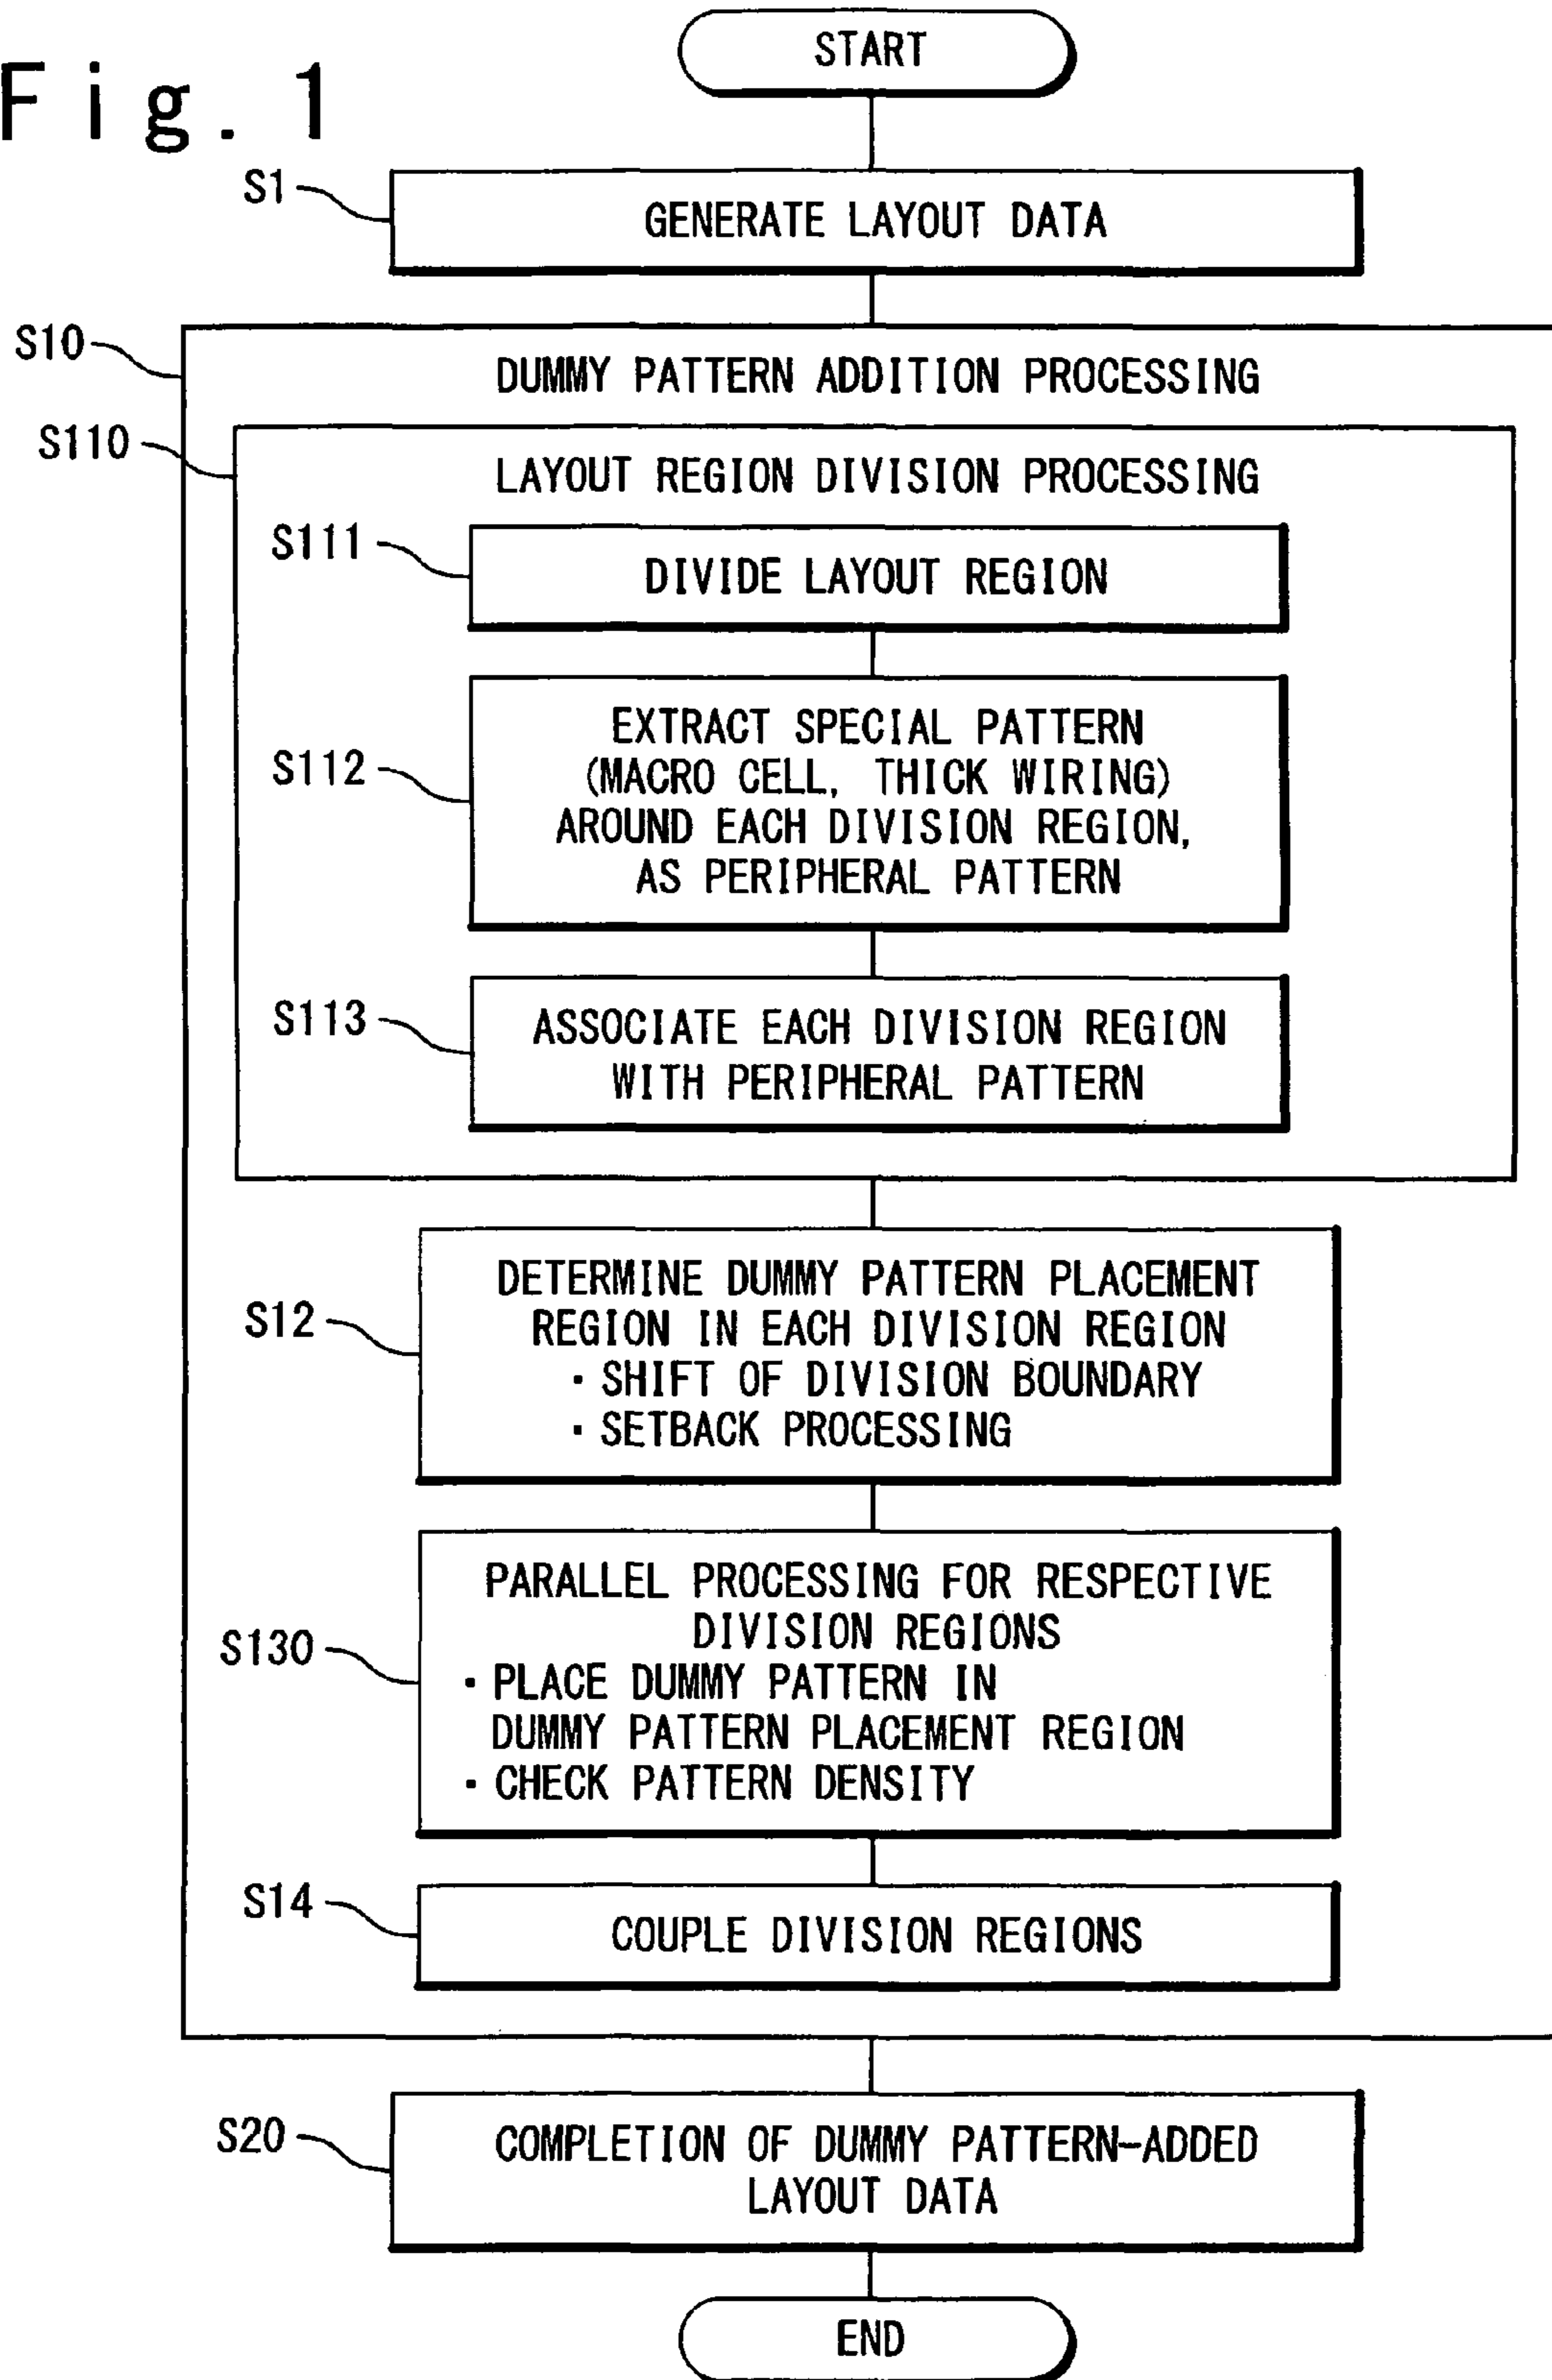 Fig. 1
START
S1
GENERATE LAYOUT DATA
S10
DUMMY PATTERN ADDITION PROCESSING
S110
LAYOUT REGION DIVISION PROCESSING
S111
DIVIDE LAYOUT REGION
S112
EXTRACT SPECIAL PATTERN
(MACRO CELL, THICK WIRING)
AROUND EACH DIVISION REGION,
AS PERIPHERAL PATTERN
S113
ASSOCIATE EACH DIVISION REGION
WITH PERIPHERAL PATTERN
S12
DETERMINE DUMMY PATTERN PLACEMENT
REGION IN EACH DIVISION REGION
・SHIFT OF DIVISION BOUNDARY
・SETBACK PROCESSING
S130
PARALLEL PROCESSING FOR RESPECTIVE
DIVISION REGIONS
・PLACE DUMMY PATTERN IN
DUMMY PATTERN PLACEMENT REGION
・CHECK PATTERN DENSITY
S14
COUPLE DIVISION REGIONS
S20
COMPLETION OF DUMMY PATTERN-ADDED
LAYOUT DATA
END